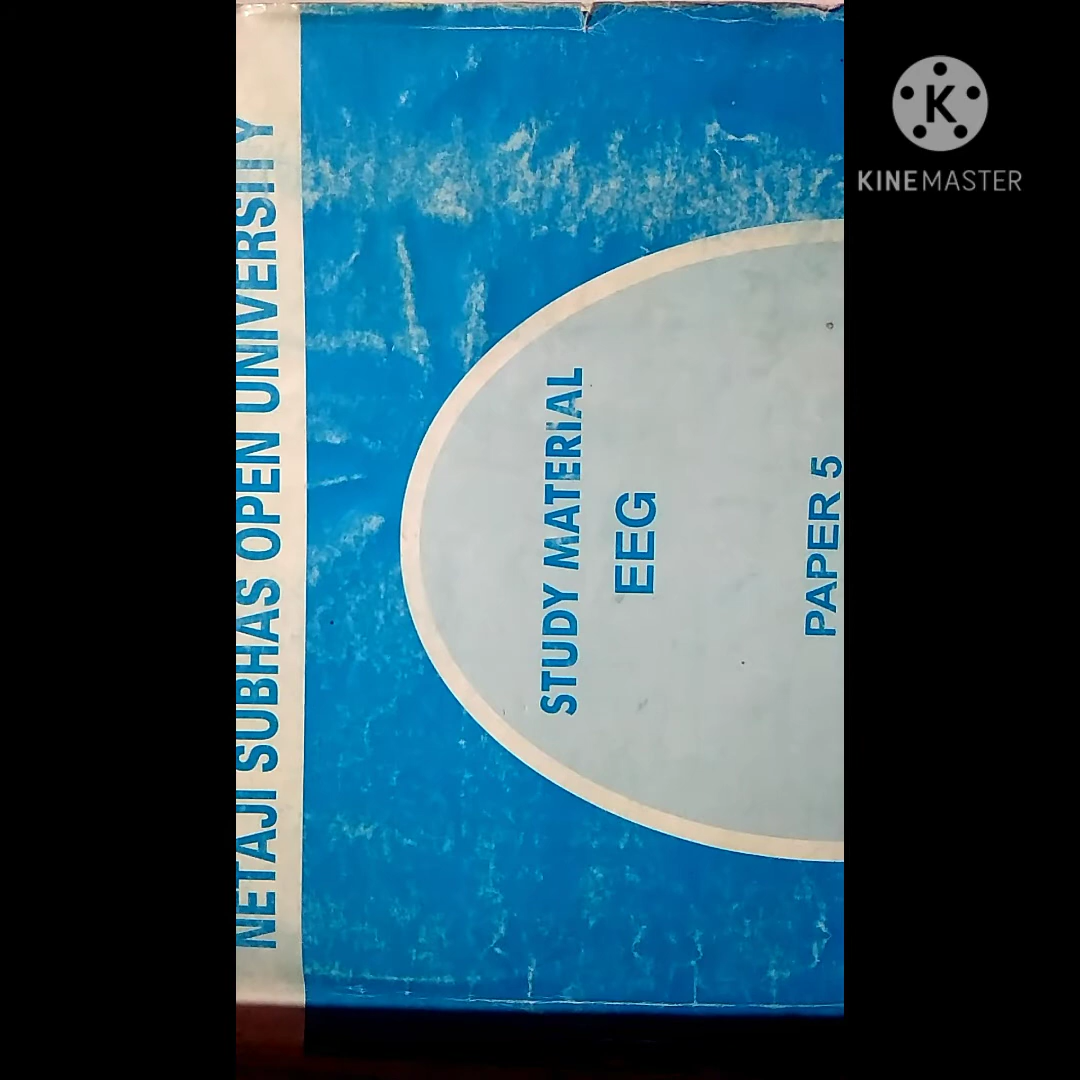 NETAJI SUBHAS OPEN UNIVERSITY
STUDY MATERIAL
EEG
PAPER 5
K
KINEMASTER